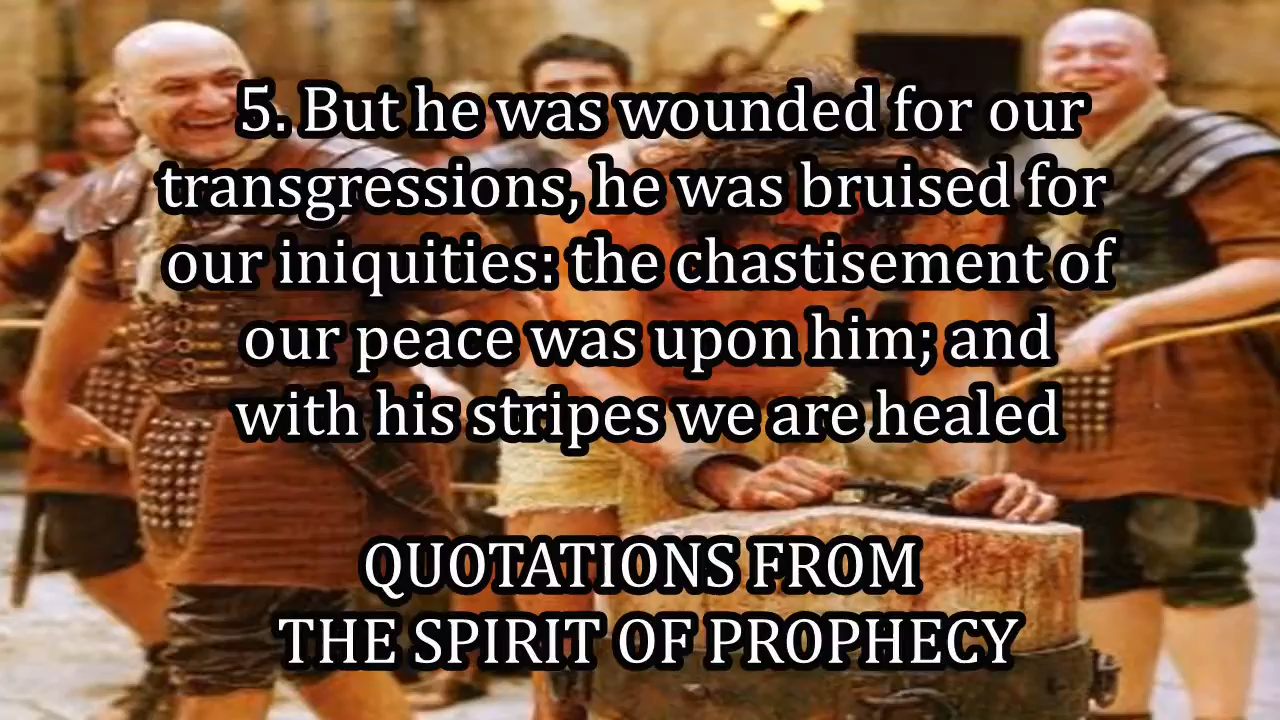 5. But he was wounded for our
transgressions, he was bruised for
our iniquities: the chastisement of
our peace was upon him; and
with his stripes we are healed
QUOTATIONS FROM
THE SPIRIT OF PROPHECY